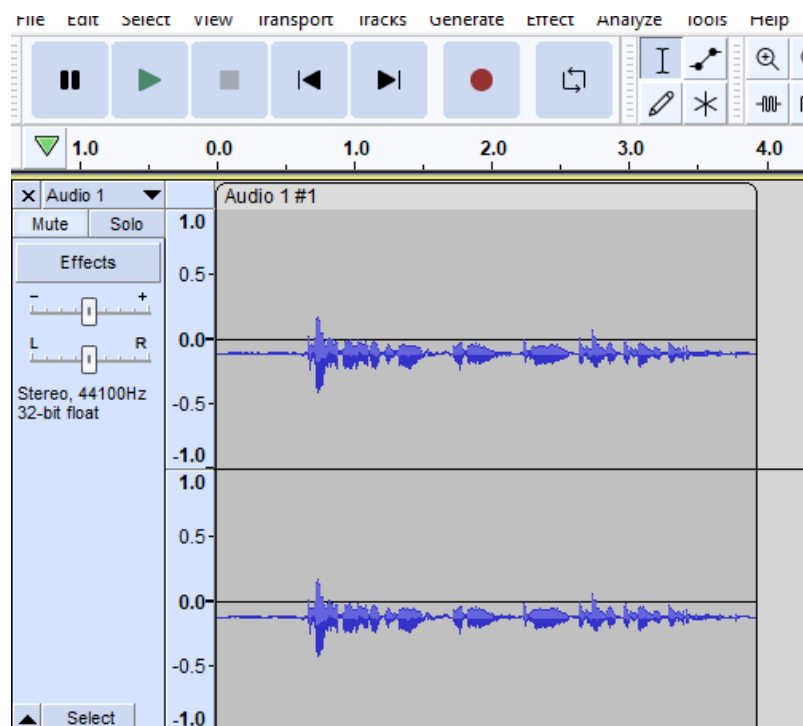 File Edit Select View Transport Tracks Generate Effect Analyze Tools Help
1.0 0.0 1.0 2.0 3.0 4.0
Audio 1 Audio 1 #1
Mute Solo 1.0
Effects 0.5
- + 0.0
L R -0.5
Stereo, 44100Hz
32-bit float
-1.0
1.0
0.5
0.0
-0.5
Select -1.0